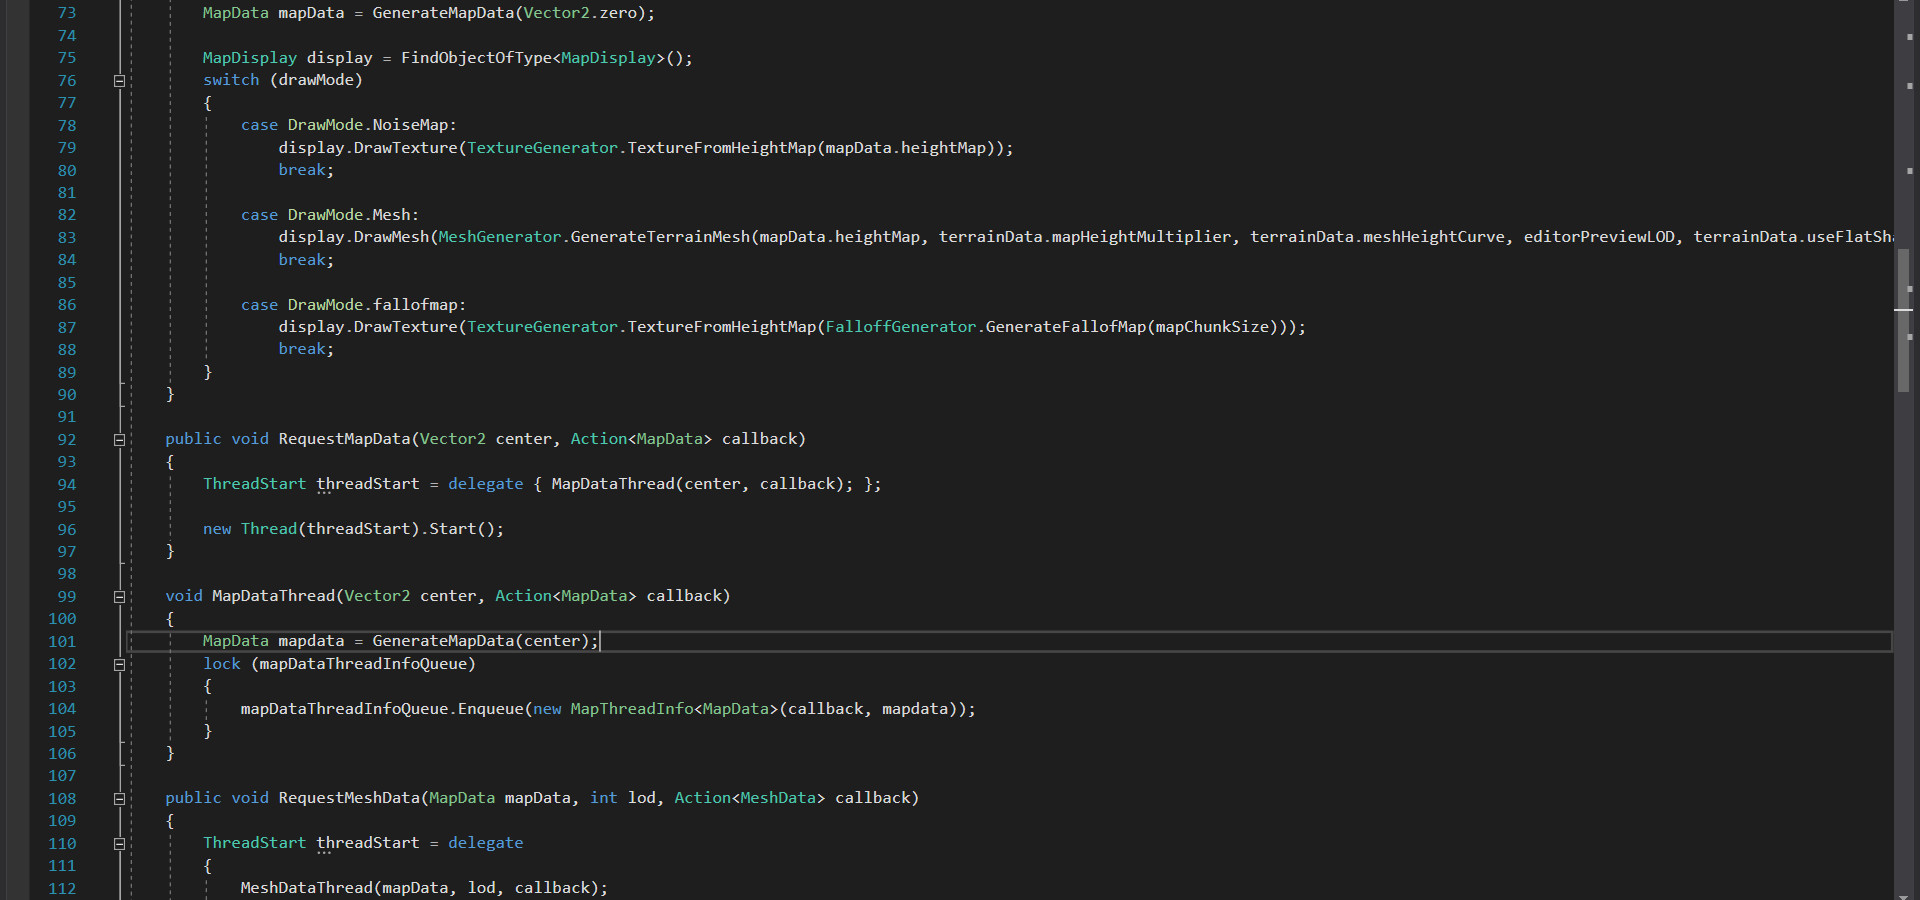 73 MapData mapData = GenerateMapData(Vector2.zero);
74
75 MapDisplay display = FindObjectOfType<MapDisplay>();
76 switch (drawMode)
77 {
78 case DrawMode.NoiseMap:
79 display.DrawTexture(TextureGenerator.TextureFromHeightMap(mapData.heightMap));
80 break;
81
82 case DrawMode.Mesh:
83 display.DrawMesh(MeshGenerator.GenerateTerrainMesh(mapData.heightMap, terrainData.mapHeightMultiplier, terrainData.meshHeightCurve, editorPreviewLOD, terrainData.useFlatSha
84 break;
85
86 case DrawMode.fallofmap:
87 display.DrawTexture(TextureGenerator.TextureFromHeightMap(FalloffGenerator.GenerateFallofMap(mapChunkSize)));
88 break;
89 }
90 }
91
92 public void RequestMapData(Vector2 center, Action<MapData> callback)
93 {
94 ThreadStart threadStart = delegate { MapDataThread(center, callback); };
95
96 new Thread(threadStart).Start();
97 }
98
99 void MapDataThread(Vector2 center, Action<MapData> callback)
100 {
101 MapData mapdata = GenerateMapData(center);
102 lock (mapDataThreadInfoQueue)
103 {
104 mapDataThreadInfoQueue.Enqueue(new MapThreadInfo<MapData>(callback, mapdata));
105 }
106 }
107
108 public void RequestMeshData(MapData mapData, int lod, Action<MeshData> callback)
109 {
110 ThreadStart threadStart = delegate
111 {
112 MeshDataThread(mapData, lod, callback);